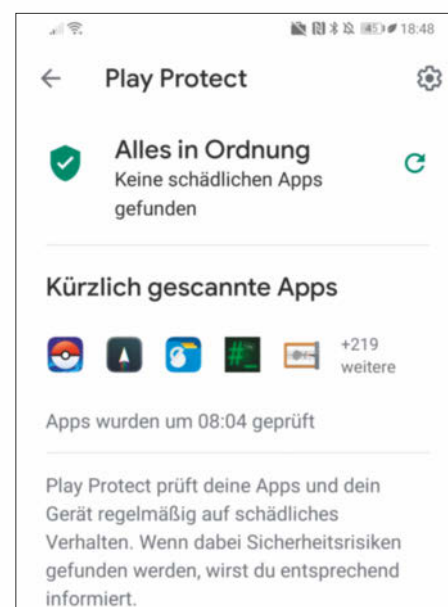 45 18:48
Play Protect
Alles in Ordnung
Keine schädlichen Apps
gefunden
Kürzlich gescannte Apps
#_
+219
weitere
Apps wurden um 08:04 geprüft
Play Protect prüft deine Apps und dein
Gerät regelmäßig auf schädliches
Verhalten. Wenn dabei Sicherheitsrisiken
gefunden werden, wirst du entsprechend
informiert.